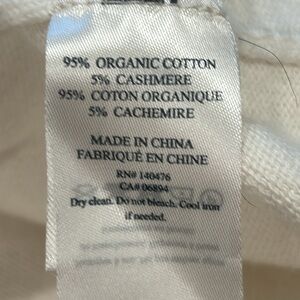 95% ORGANIC COTTON
5% CASHMERE
95% COTON ORGANIQUE
5% CACHEMIRE
MADE IN CHINA
FABRIQUÉ EN CHINE
RN# 140476
CA# 06894
Dry clean. Do not bleach. Cool iron
if needed.